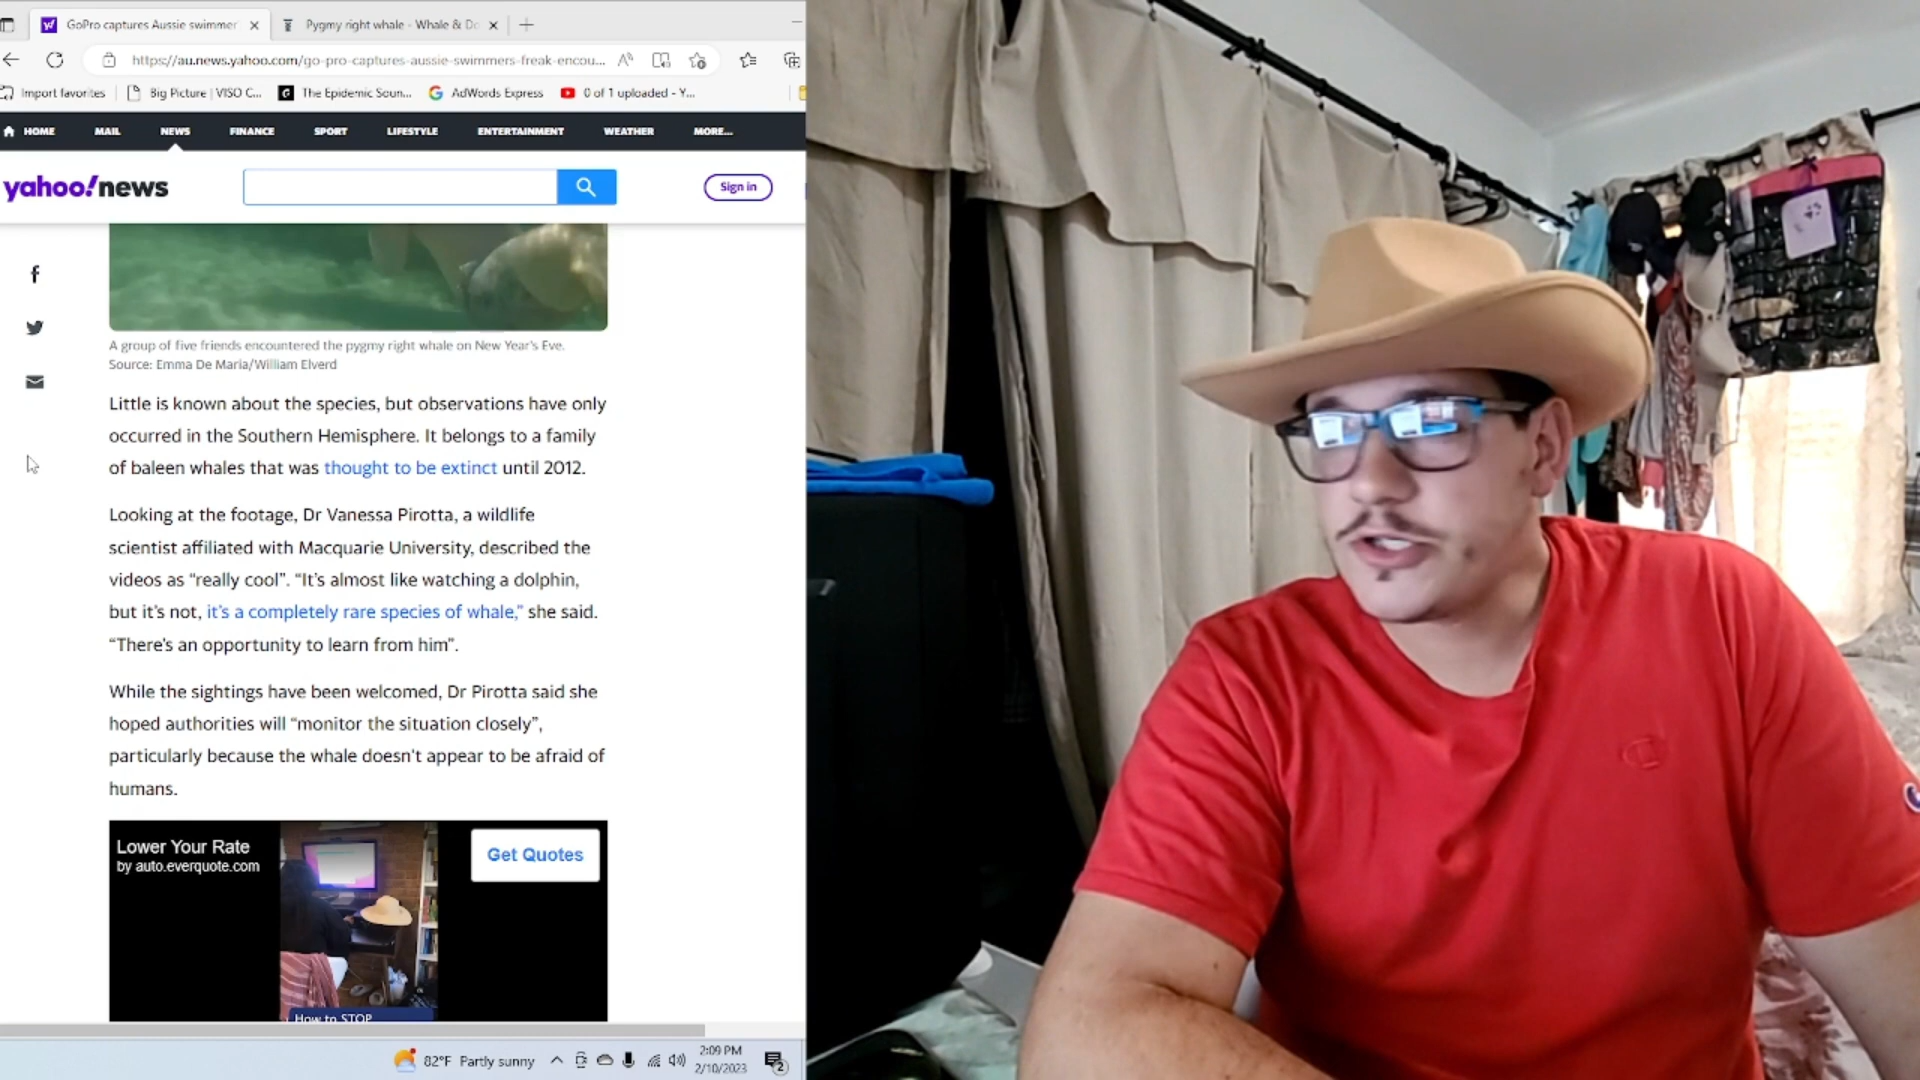 GoPro captures Aussie swimmer
Pygmy right whale - Whale & Do
https://au.news.yahoo.com/go-pro-captures-aussie-swimmers-freak-encou...
Import favorites
Big Picture | VISO C...
The Epidemic Soun...
AdWords Express
0 of 1 uploaded - Y...
HOME
MAIL
NEWS
FINANCE
SPORT
LIFESTYLE
ENTERTAINMENT
WEATHER
MORE...
yahoo!news
Sign in
A group of five friends encountered the pygmy right whale on New Year's Eve.
Source: Emma De Maria/William Elverd
Little is known about the species, but observations have only
occurred in the Southern Hemisphere. It belongs to a family
of baleen whales that was thought to be extinct until 2012.
Looking at the footage, Dr Vanessa Pirotta, a wildlife
scientist affiliated with Macquarie University, described the
videos as “really cool”. “It’s almost like watching a dolphin,
but it’s not, it’s a completely rare species of whale,” she said.
“There’s an opportunity to learn from him”.
While the sightings have been welcomed, Dr Pirotta said she
hoped authorities will “monitor the situation closely”,
particularly because the whale doesn't appear to be afraid of
humans.
Lower Your Rate
by auto.everquote.com
Get Quotes
How to STOP
82°F Partly sunny
2:09 PM
2/10/2023
2